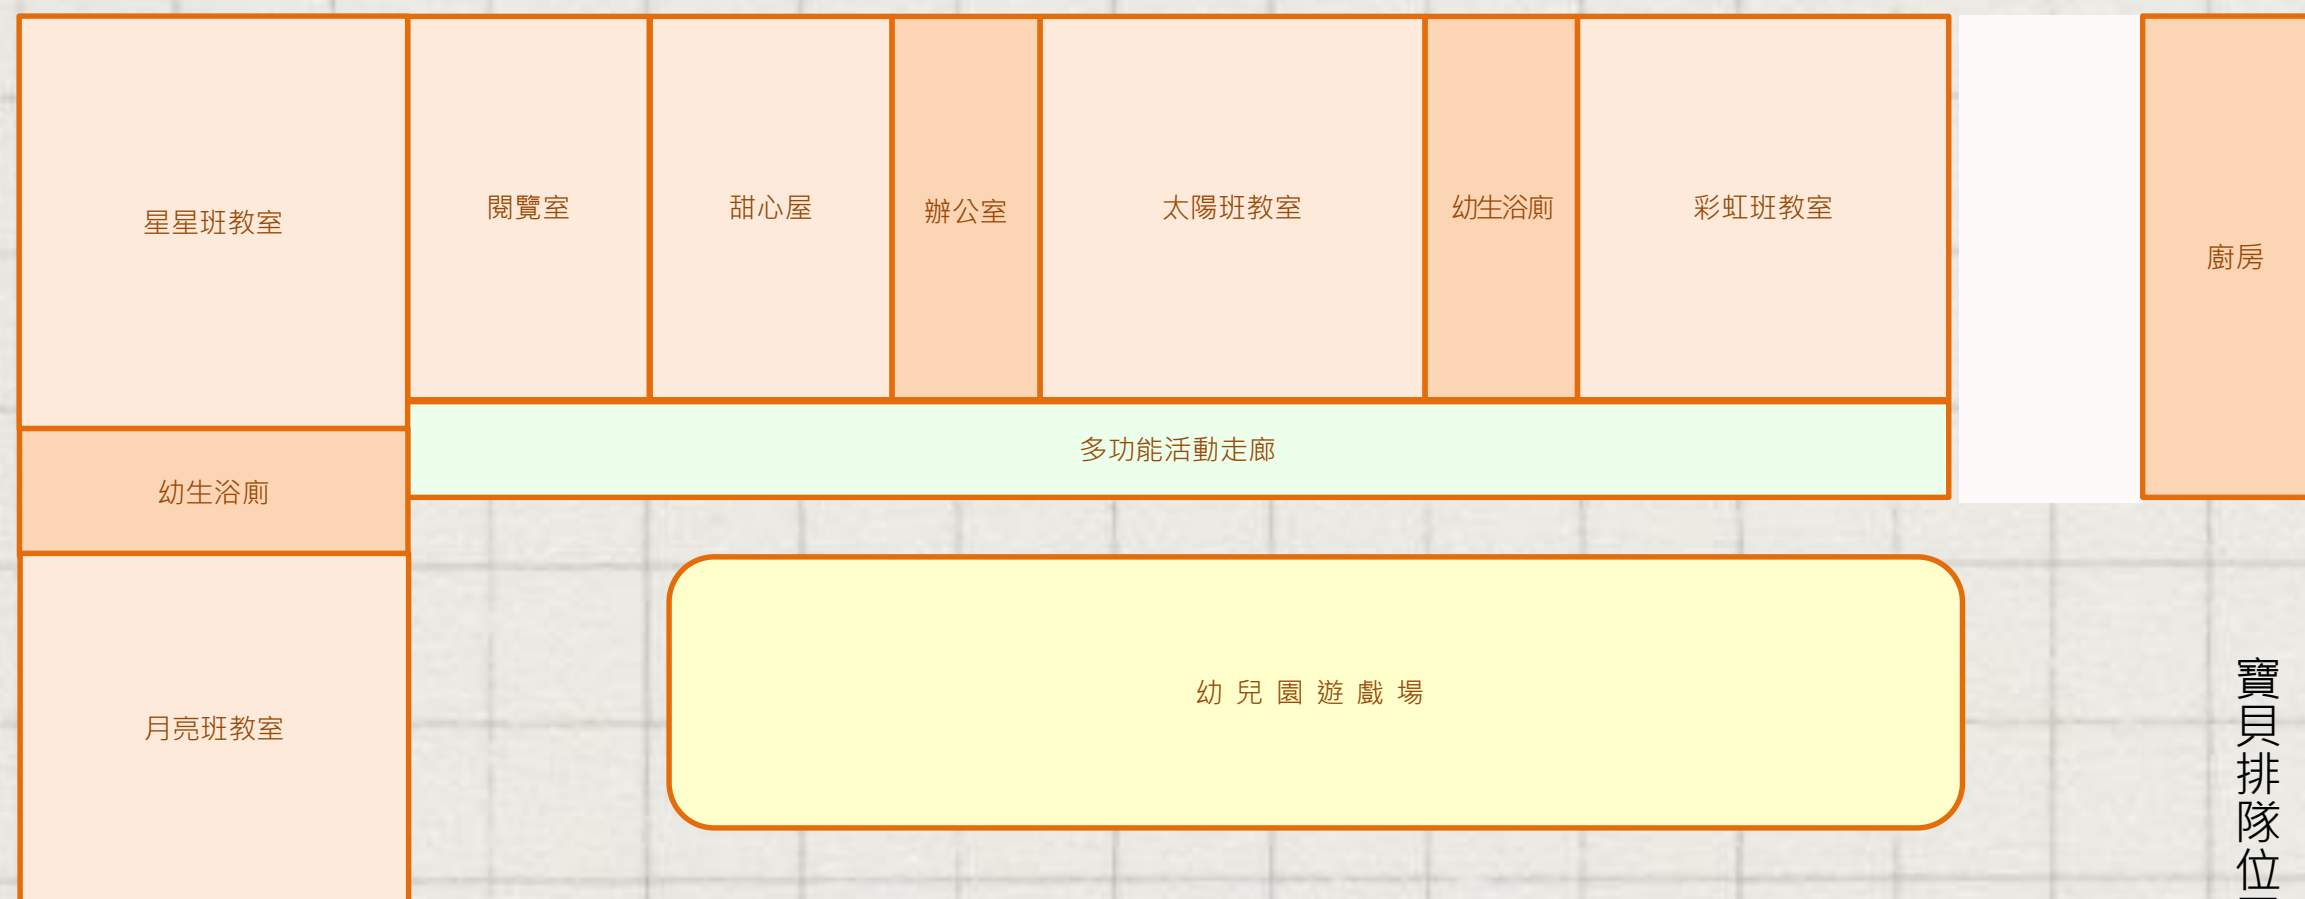 星星班教室
閱覽室
甜心屋
辦公室
太陽班教室
幼生浴廁
彩虹班教室
廚房
多功能活動走廊
幼生浴廁
幼兒園遊戲場
月亮班教室
寶貝排隊位